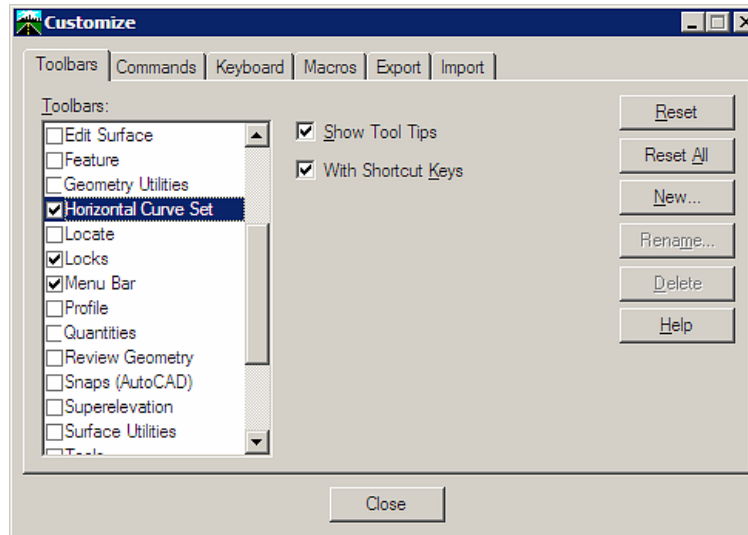 Customize
Toolbars Commands Keyboard Macros Export Import
Toolbars:
Edit Surface
Feature
Geometry Utilities
Horizontal Curve Set
Locate
Locks
Menu Bar
Profile
Quantities
Review Geometry
Snaps (AutoCAD)
Superelevation
Surface Utilities
Show Tool Tips
With Shortcut Keys
Reset
Reset All
New...
Rename...
Delete
Help
Close